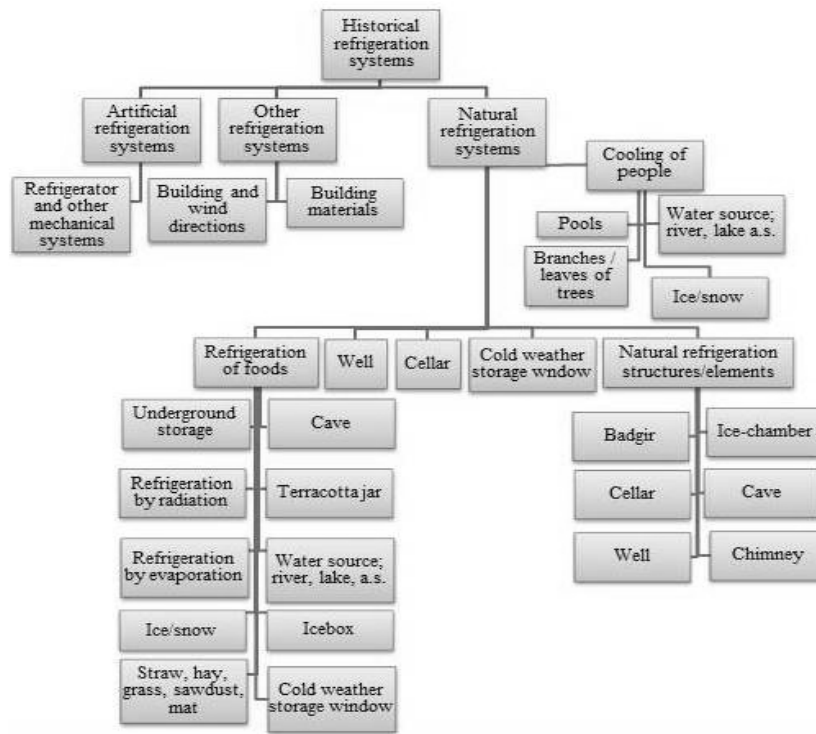 Historical
refrigeration
systems
Artificial
refrigeration
systems
Other
refrigeration
systems
Natural
refrigeration
systems
Cooling of
people
Refrigerator
and other
mechanical
systems
Building and
wind
directions
Building
materials
Pools
Water source;
river, lake a.s.
Branches /
leaves of
trees
Ice/snow
Refrigeration
of foods
Well
Cellar
Cold weather
storage wndow
Natural refrigration
structures/elements
Underground
storage
Cave
Refrigeration
by radiation
Terracotta jar
Refrigeration
by evaporation
Water source;
river, lake, a.s.
Ice/snow
Icebox
Straw, hay,
grass, sawdust,
mat
Cold weather
storage window
Badgir
Ice-chamber
Cellar
Cave
Well
Chimney